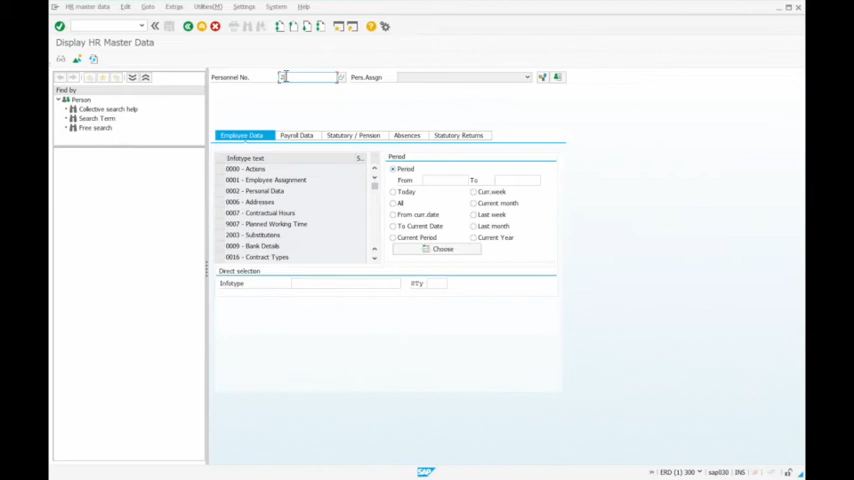 HR master data Edit Goto Extras Utilities(M) Settings System Help
Display HR Master Data
Find by
Person
Collective search help
Search Term
Free search
Personnel No. Pers.Assgn
Employee Data Payroll Data Statutory / Pension Absences Statutory Returns
Infotype text S...
0000 - Actions
0001 - Employee Assignment
0002 - Personal Data
0006 - Addresses
0007 - Contractual Hours
9007 - Planned Working Time
2003 - Substitutions
0009 - Bank Details
0016 - Contract Types
Period
Period
From To
Today Curr.week
All Current month
From curr.date Last week
To Current Date Last month
Current Period Current Year
Choose
Direct selection
Infotype STy
SAP
ERD (1) 300 sap030 INS